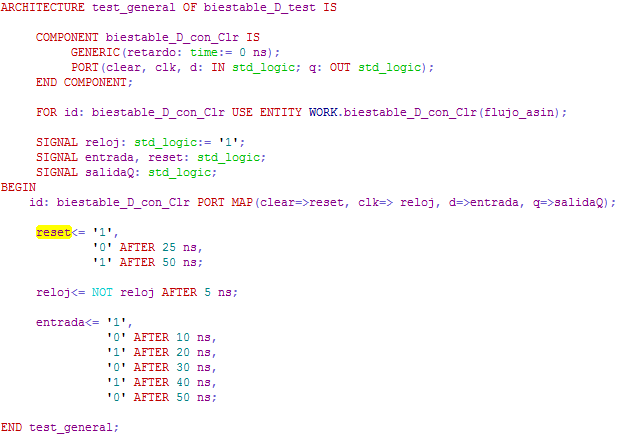 ARCHITECTURE test_general OF biestable_D_test IS
COMPONENT biestable_D_con_Clr IS
GENERIC(retardo: time:= 0 ns);
PORT(clear, clk, d: IN std_logic; q: OUT std_logic);
END COMPONENT;
FOR id: biestable_D_con_Clr USE ENTITY WORK.biestable_D_con_Clr(flujo_asin);
SIGNAL reloj: std_logic:= '1';
SIGNAL entrada, reset: std_logic;
SIGNAL salidaQ: std_logic;
BEGIN
id: biestable_D_con_Clr PORT MAP(clear=>reset, clk=> reloj, d=>entrada, q=>salidaQ);
reset<= '1',
'0' AFTER 25 ns,
'1' AFTER 50 ns;
reloj<= NOT reloj AFTER 5 ns;
entrada<= '1',
'0' AFTER 10 ns,
'1' AFTER 20 ns,
'0' AFTER 30 ns,
'1' AFTER 40 ns,
'0' AFTER 50 ns;
END test_general;